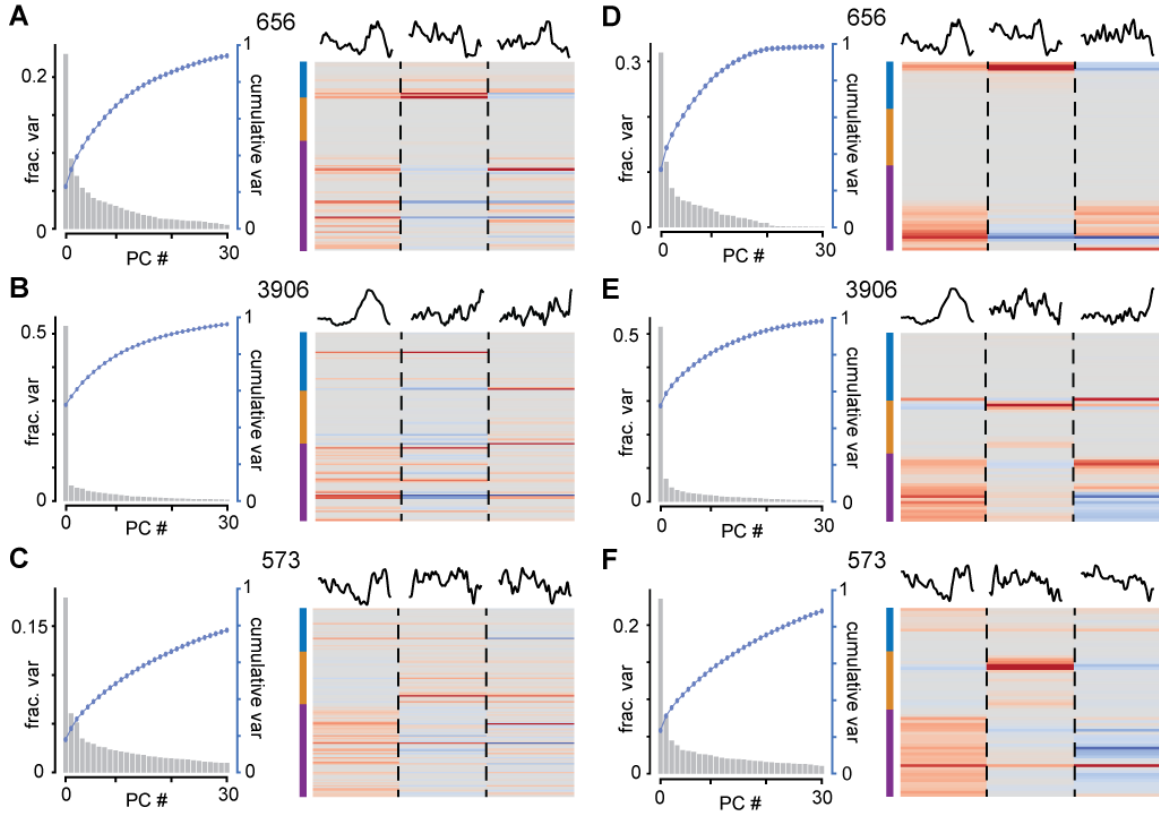 A
656
0.2
0
frac. var
1
0
cumulative var
0
30
PC #
D
656
0.3
0
frac. var
1
0
cumulative var
0
30
PC #
B
3906
0.5
0
frac. var
1
0
cumulative var
0
30
PC #
E
3906
0.5
0
frac. var
1
0
cumulative var
0
30
PC #
C
573
0.15
0
frac. var
1
0
cumulative var
0
30
PC #
F
573
0.2
0
frac. var
1
0
cumulative var
0
30
PC #